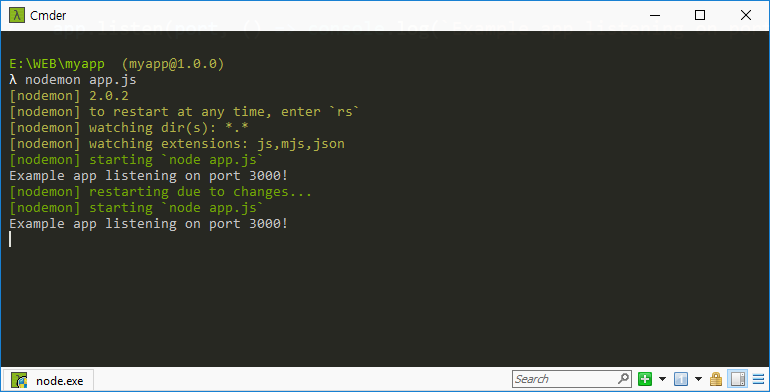 Cmder
E:\WEB\myapp (myapp@1.0.0)
λ nodemon app.js
[nodemon] 2.0.2
[nodemon] to restart at any time, enter `rs`
[nodemon] watching dir(s): *.*
[nodemon] watching extensions: js,mjs,json
[nodemon] starting `node app.js`
Example app listening on port 3000!
[nodemon] restarting due to changes...
[nodemon] starting `node app.js`
Example app listening on port 3000!
node.exe
Search